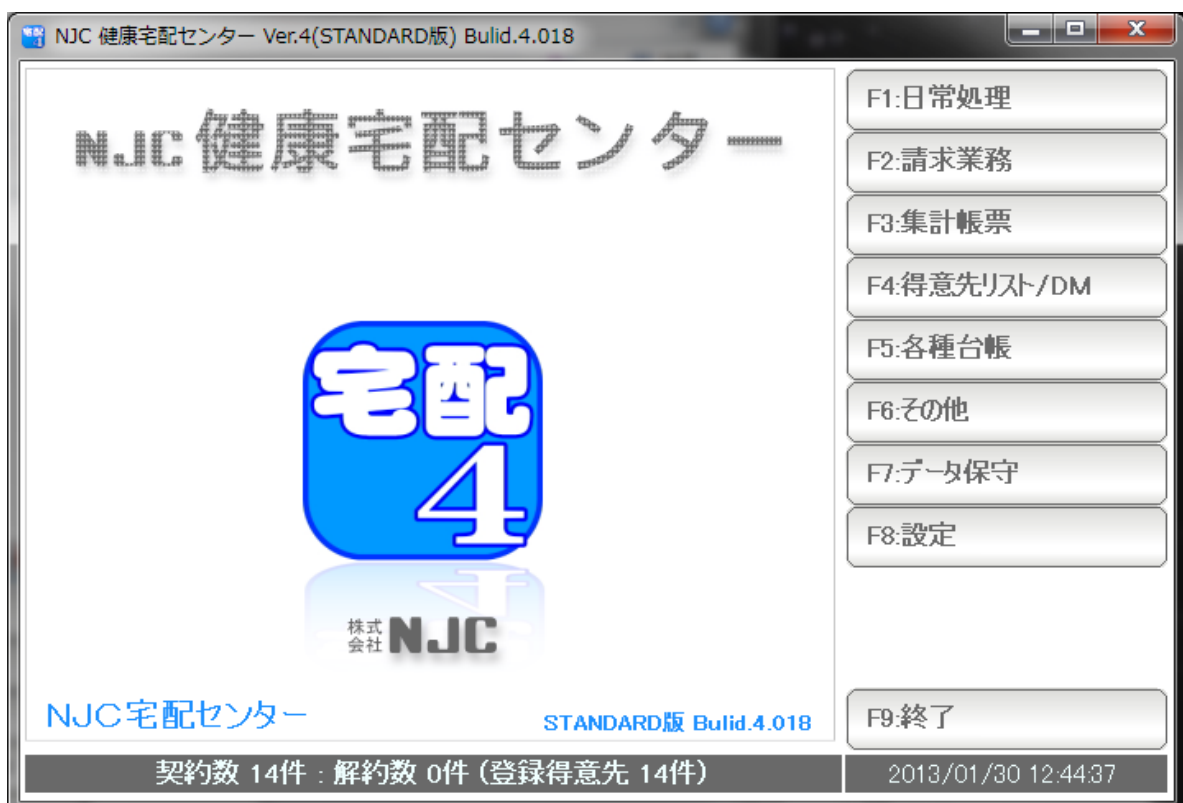 NJC 健康宅配センター Ver.4(STANDARD版) Bulid.4.018
NJC 健康宅配センター
宅配
4
株式
会社 NJC
NJC宅配センター
STANDARD版 Bulid.4.018
F1:日常処理
F2:請求業務
F3:集計帳票
F4:得意先リスト/DM
F5:各種台帳
F6:その他
F7:データ保守
F8:設定
F9:終了
契約数 14件 : 解約数 0件 (登録得意先 14件)
2013/01/30 12:44:37